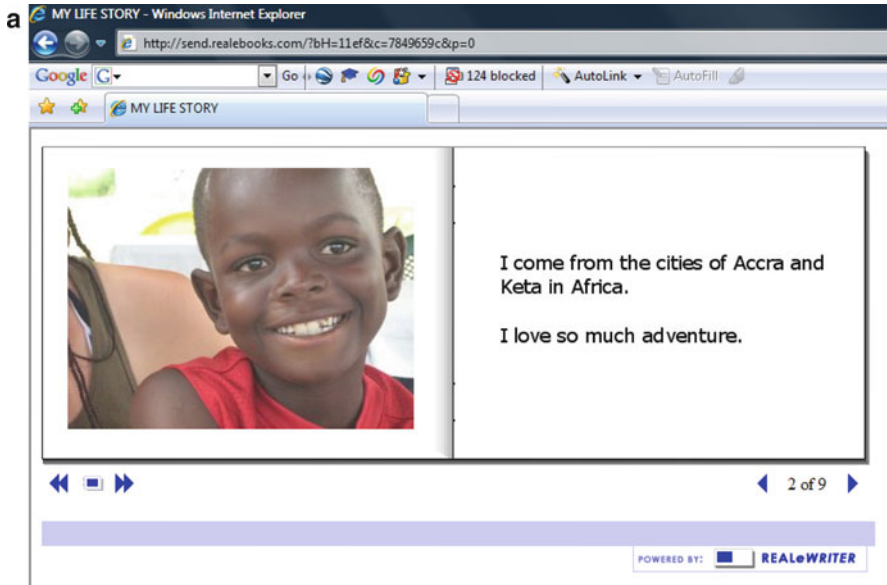 a
MY LIFE STORY - Windows Internet Explorer
http://send.realebooks.com/?bH=11ef&c=7849659c&p=0
Google G Go 124 blocked AutoLink AutoFill
MY LIFE STORY
I come from the cities of Accra and
Keta in Africa.
I love so much adventure.
2 of 9
POWERED BY: REALeWRITER